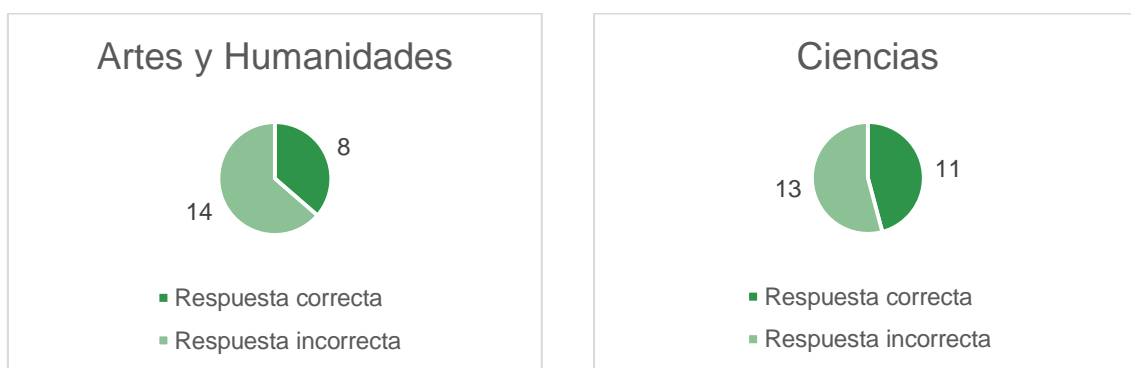 Artes y Humanidades
8
14
Respuesta correcta
Respuesta incorrecta
Ciencias
11
13
Respuesta correcta
Respuesta incorrecta